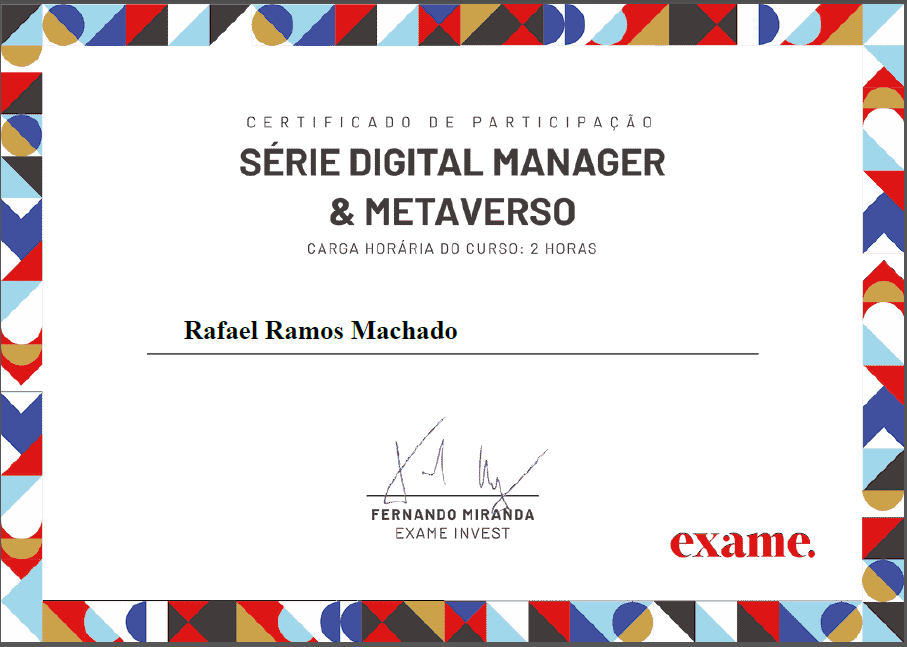 CERTIFICADO DE PARTICIPAÇÃO
SÉRIE DIGITAL MANAGER
& METAVERSO
CARGA HORÁRIA DO CURSO: 2 HORAS
Rafael Ramos Machado
FERNANDO MIRANDA
EXAME INVEST
exame.